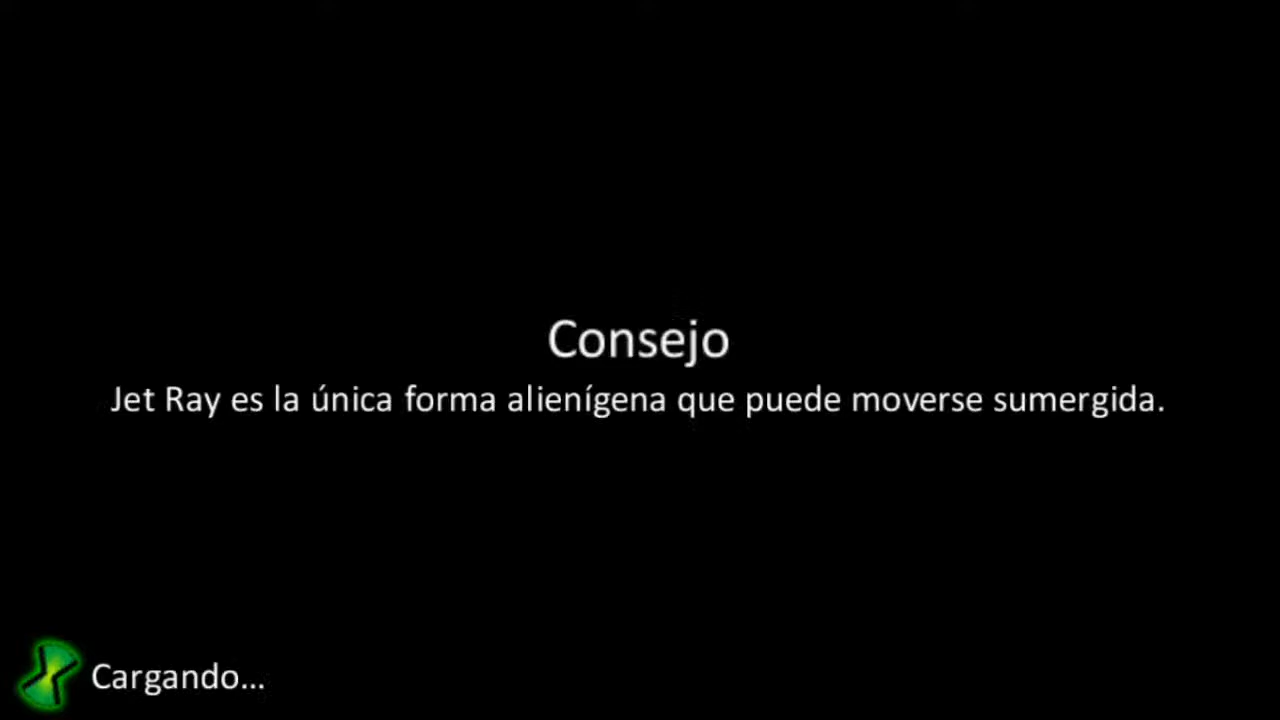 Consejo
Jet Ray es la única forma alienígena que puede moverse sumergida.
Cargando...